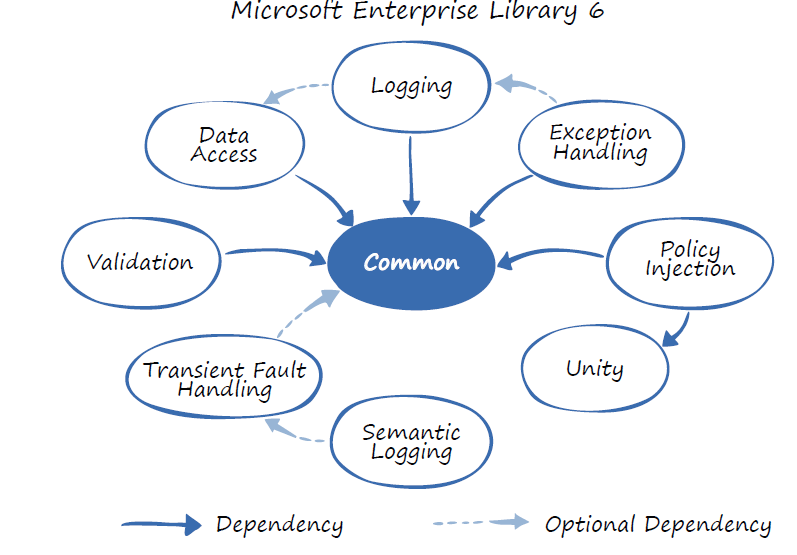 Microsoft Enterprise Library 6
Logging
Data
Access
Exception
Handling
Validation
Common
Policy
Injection
Transient Fault
Handling
Unity
Semantic
Logging
Dependency
Optional Dependency